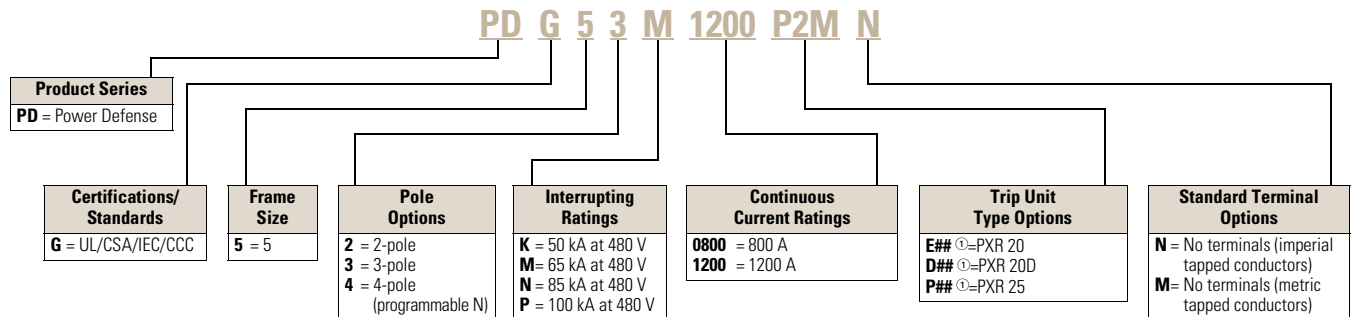 PD G 5 3 M 1200 P2M N
Product Series
PD = Power Defense
Certifications/
Standards
G = UL/CSA/IEC/CCC
Frame
Size
5 = 5
Pole
Options
2 = 2-pole
3 = 3-pole
4 = 4-pole
(programmable N)
Interrupting
Ratings
K = 50 kA at 480 V
M= 65 kA at 480 V
N = 85 kA at 480 V
P = 100 kA at 480 V
Continuous
Current Ratings
0800 = 800 A
1200 = 1200 A
Trip Unit
Type Options
E## ①=PXR 20
D## ①=PXR 20D
P## ①=PXR 25
Standard Terminal
Options
N = No terminals (imperial
tapped conductors)
M= No terminals (metric
tapped conductors)